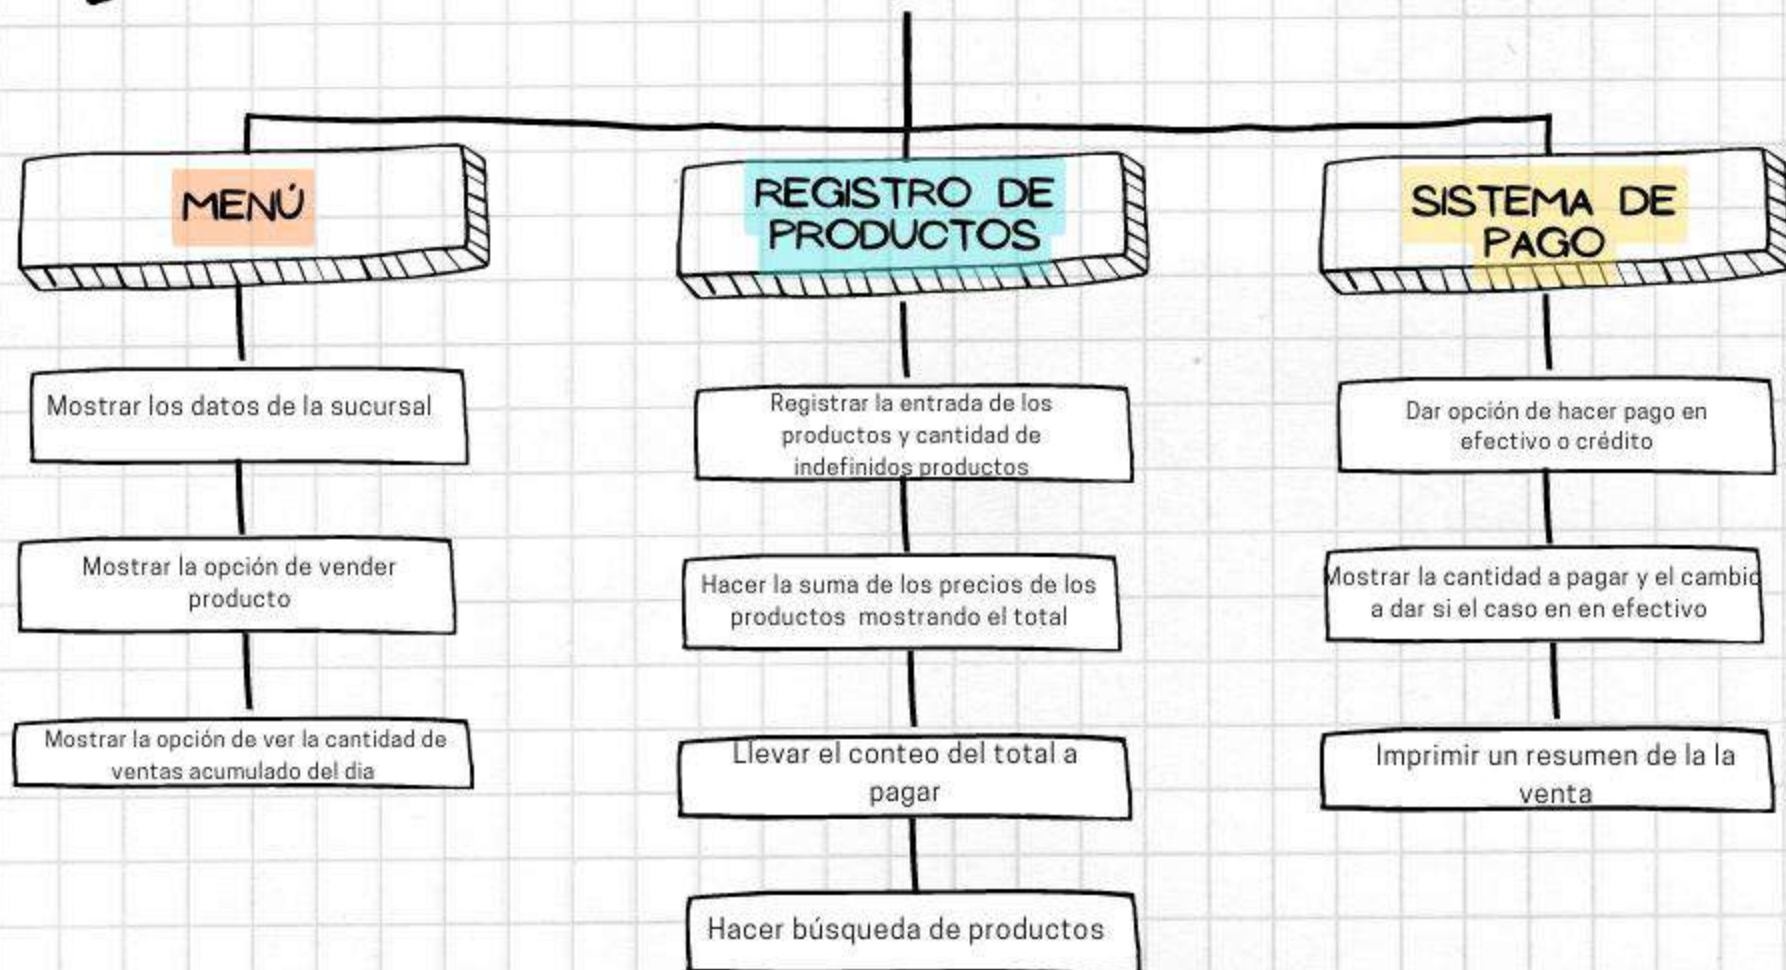 MENÚ
Mostrar los datos de la sucursal
Mostrar la opción de vender
producto
Mostrar la opción de ver la cantidad de
ventas acumulado del dia
REGISTRO DE
PRODUCTOS
Registrar la entrada de los
productos y cantidad de
indefinidos productos
Hacer la suma de los precios de los
productos mostrando el total
Llevar el conteo del total a
pagar
Hacer búsqueda de productos
SISTEMA DE
PAGO
Dar opción de hacer pago en
efectivo o crédito
Mostrar la cantidad a pagar y el cambio
a dar si el caso en en efectivo
Imprimir un resumen de la la
venta